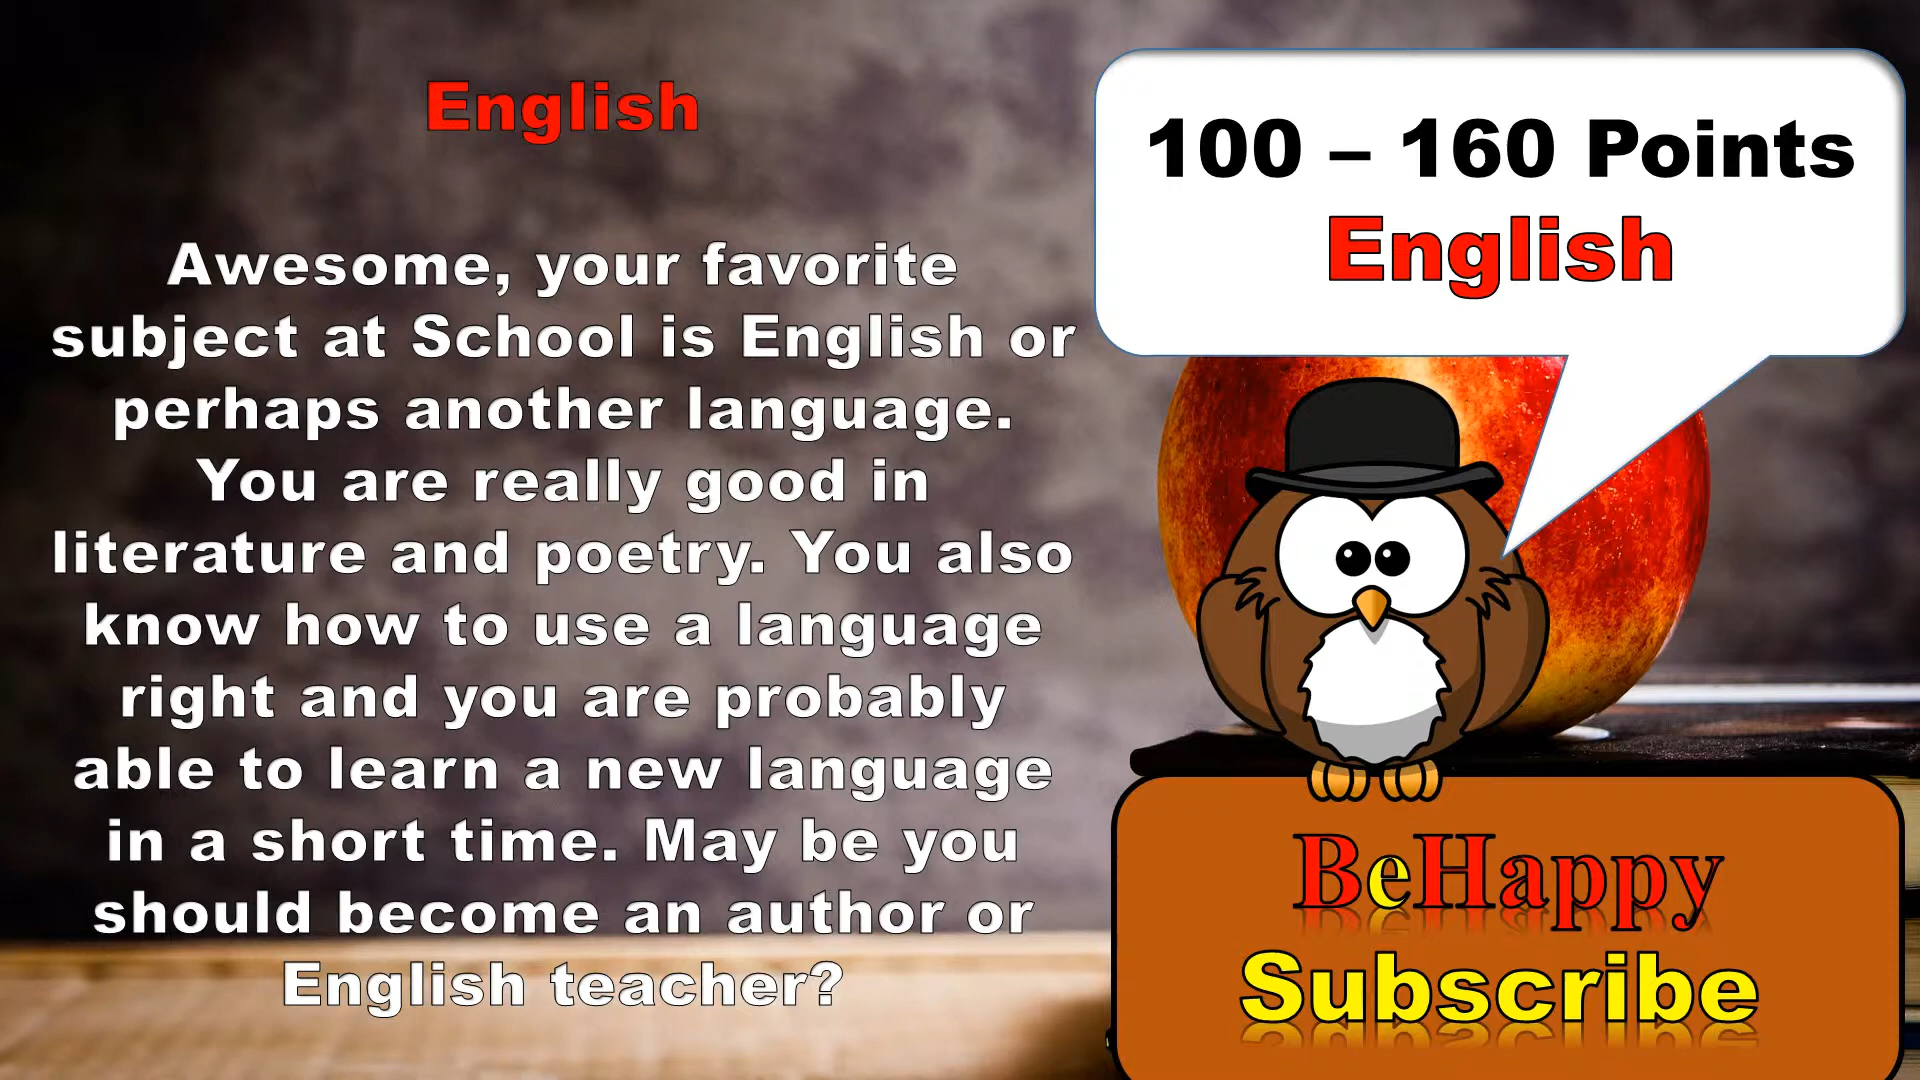 English
Awesome, your favorite
subject at School is English or
perhaps another language.
You are really good in
literature and poetry. You also
know how to use a language
right and you are probably
able to learn a new language
in a short time. May be you
should become an author or
English teacher?
100 – 160 Points
English
BeHappy
Subscribe